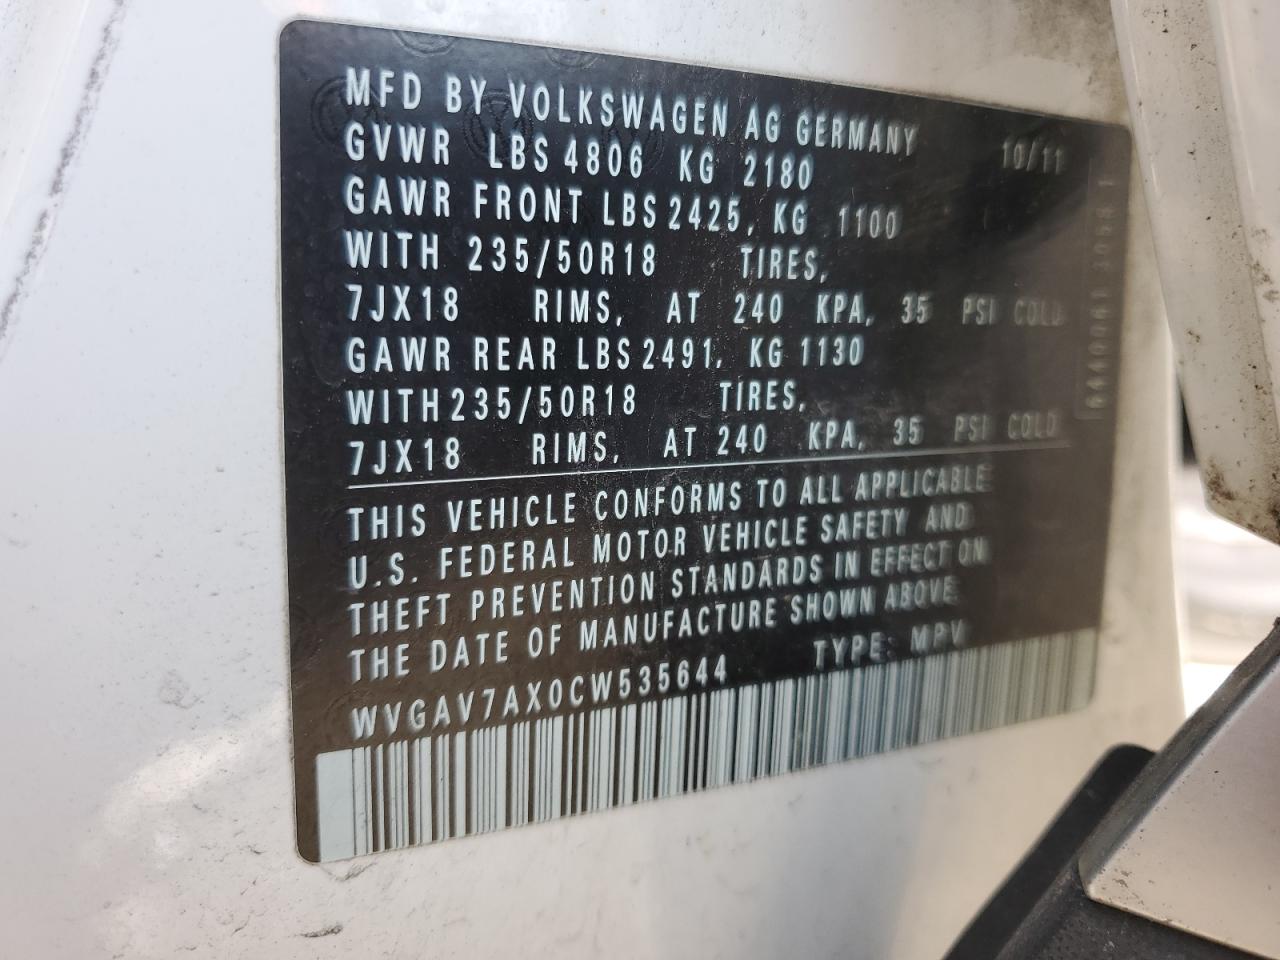 MFD BY VOLKSWAGEN AG GERMANY 10/11
GVWR LBS 4806 KG 2180
GAWR FRONT LBS 2425, KG 1100
WITH 235/50R18 TIRES,
7JX18 RIMS, AT 240 KPA, 35 PSI COLD
GAWR REAR LBS 2491, KG 1130
WITH 235/50R18 TIRES,
7JX18 RIMS, AT 240 KPA, 35 PSI COLD
THIS VEHICLE CONFORMS TO ALL APPLICABLE
U.S. FEDERAL MOTOR VEHICLE SAFETY AND
THEFT PREVENTION STANDARDS IN EFFECT ON
THE DATE OF MANUFACTURE SHOWN ABOVE
WVGAV7AX0CW535644 TYPE: MPV